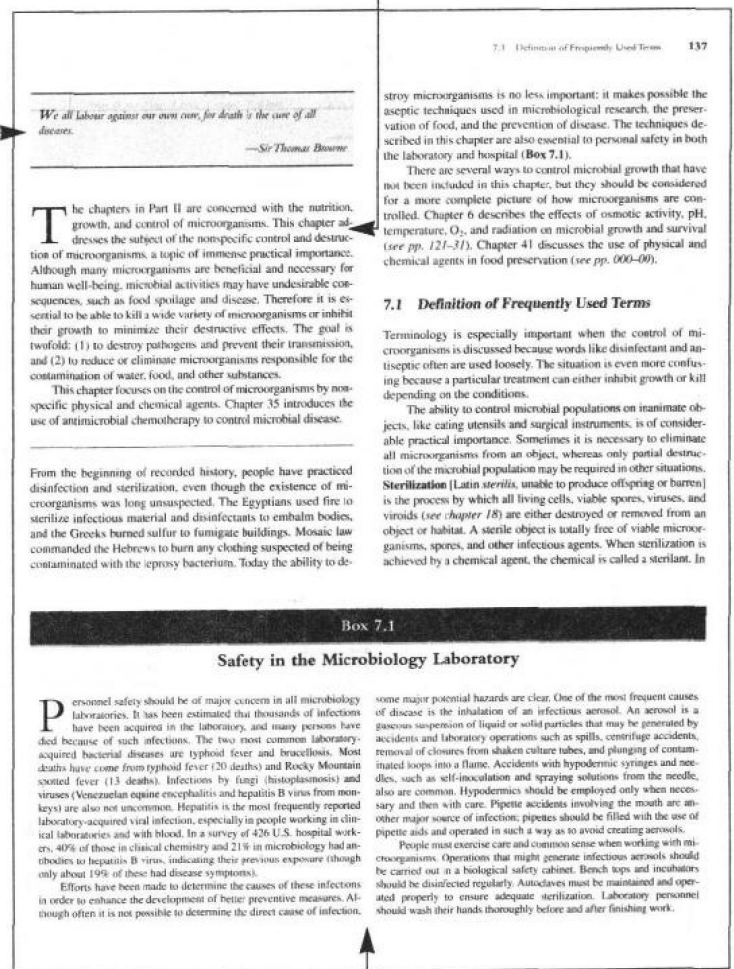 7.1 Definition of Frequently Used Terms 137
We all labour against our own cure, for death is the cure of all
diseases.
—Sir Thomas Browne
The chapters in Part II are concerned with the nutrition,
growth, and control of microorganisms. This chapter ad-
dresses the subject of the nonspecific control and destruc-
tion of microorganisms, a topic of immense practical importance.
Although many microorganisms are beneficial and necessary for
human well-being, microbial activities may have undesirable con-
sequences, such as food spoilage and disease. Therefore it is es-
sential to be able to kill a wide variety of microorganisms or inhibit
their growth to minimize their destructive effects. The goal is
twofold: (1) to destroy pathogens and prevent their transmission,
and (2) to reduce or eliminate microorganisms responsible for the
contamination of water, food, and other substances.
This chapter focuses on the control of microorganisms by non-
specific physical and chemical agents. Chapter 35 introduces the
use of antimicrobial chemotherapy to control microbial disease.
From the beginning of recorded history, people have practiced
disinfection and sterilization, even though the existence of mi-
croorganisms was long unsuspected. The Egyptians used fire to
sterilize infectious material and disinfectants to embalm bodies,
and the Greeks burned sulfur to fumigate buildings. Mosaic law
commanded the Hebrews to burn any clothing suspected of being
contaminated with the leprosy bacterium. Today the ability to de-
stroy microorganisms is no less important: it makes possible the
aseptic techniques used in microbiological research, the preser-
vation of food, and the prevention of disease. The techniques de-
scribed in this chapter are also essential to personal safety in both
the laboratory and hospital (Box 7.1).
There are several ways to control microbial growth that have
not been included in this chapter, but they should be considered
for a more complete picture of how microorganisms are con-
trolled. Chapter 6 describes the effects of osmotic activity, pH,
temperature, O₂, and radiation on microbial growth and survival
(see pp. 121–31). Chapter 41 discusses the use of physical and
chemical agents in food preservation (see pp. 000–00).
7.1 Definition of Frequently Used Terms
Terminology is especially important when the control of mi-
croorganisms is discussed because words like disinfectant and an-
tiseptic often are used loosely. The situation is even more confus-
ing because a particular treatment can either inhibit growth or kill
depending on the conditions.
The ability to control microbial populations on inanimate ob-
jects, like eating utensils and surgical instruments, is of consider-
able practical importance. Sometimes it is necessary to eliminate
all microorganisms from an object, whereas only partial destruc-
tion of the microbial population may be required in other situations.
Sterilization [Latin sterilis, unable to produce offspring or barren]
is the process by which all living cells, viable spores, viruses, and
viroids (see chapter 18) are either destroyed or removed from an
object or habitat. A sterile object is totally free of viable microor-
ganisms, spores, and other infectious agents. When sterilization is
achieved by a chemical agent, the chemical is called a sterilant. In
Box 7.1
Safety in the Microbiology Laboratory
Personnel safety should be of major concern in all microbiology
laboratories. It has been estimated that thousands of infections
have been acquired in the laboratory, and many persons have
died because of such infections. The two most common laboratory-
acquired bacterial diseases are typhoid fever and brucellosis. Most
deaths have come from typhoid fever (20 deaths) and Rocky Mountain
spotted fever (13 deaths). Infections by fungi (histoplasmosis) and
viruses (Venezuelan equine encephalitis and hepatitis B virus from mon-
keys) are also not uncommon. Hepatitis is the most frequently reported
laboratory-acquired viral infection, especially in people working in clin-
ical laboratories and with blood. In a survey of 426 U.S. hospital work-
ers, 40% of those in clinical chemistry and 21% in microbiology had an-
tibodies to hepatitis B virus, indicating their previous exposure (though
only about 19% of these had disease symptoms).
Efforts have been made to determine the causes of these infections
in order to enhance the development of better preventive measures. Al-
though often it is not possible to determine the direct cause of infection,
some major potential hazards are clear. One of the most frequent causes
of disease is the inhalation of an infectious aerosol. An aerosol is a
gaseous suspension of liquid or solid particles that may be generated by
accidents and laboratory operations such as spills, centrifuge accidents,
removal of closures from shaken culture tubes, and plunging of contam-
inated loops into a flame. Accidents with hypodermic syringes and nee-
dles, such as self-inoculation and spraying solutions from the needle,
also are common. Hypodermics should be employed only when neces-
sary and then with care. Pipette accidents involving the mouth are an-
other major source of infection; pipettes should be filled with the use of
pipette aids and operated in such a way as to avoid creating aerosols.
People must exercise care and common sense when working with mi-
croorganisms. Operations that might generate infectious aerosols should
be carried out in a biological safety cabinet. Bench tops and incubators
should be disinfected regularly. Autoclaves must be maintained and oper-
ated properly to ensure adequate sterilization. Laboratory personnel
should wash their hands thoroughly before and after finishing work.